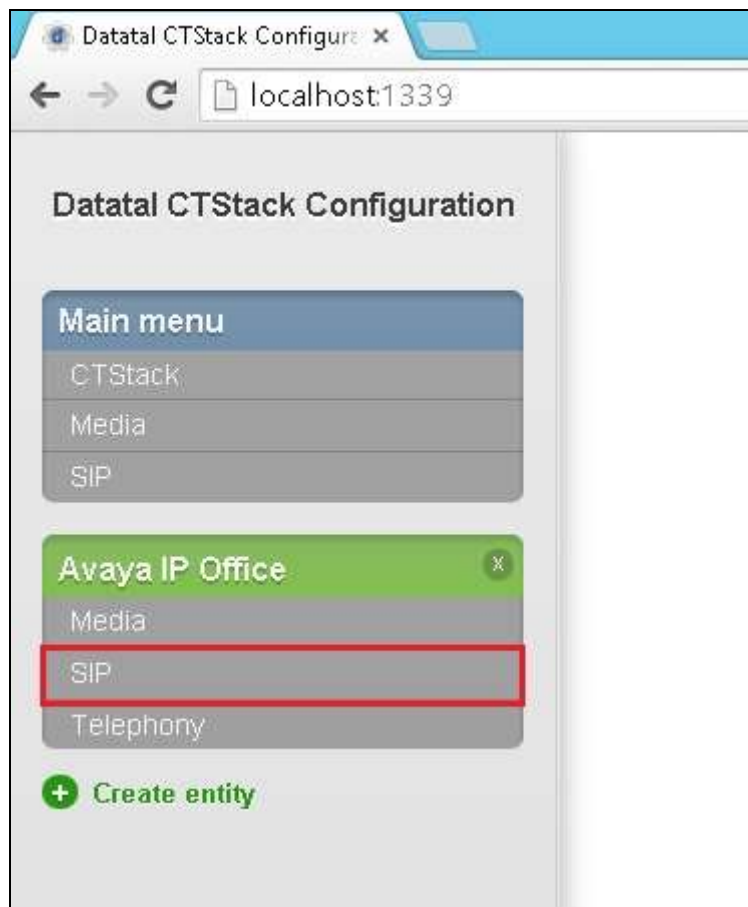 Datatal CTStack Configura
localhost:1339
Datatal CTStack Configuration
Main menu
CTStack
Media
SIP
Avaya IP Office
X
Media
SIP
Telephony
Create entity